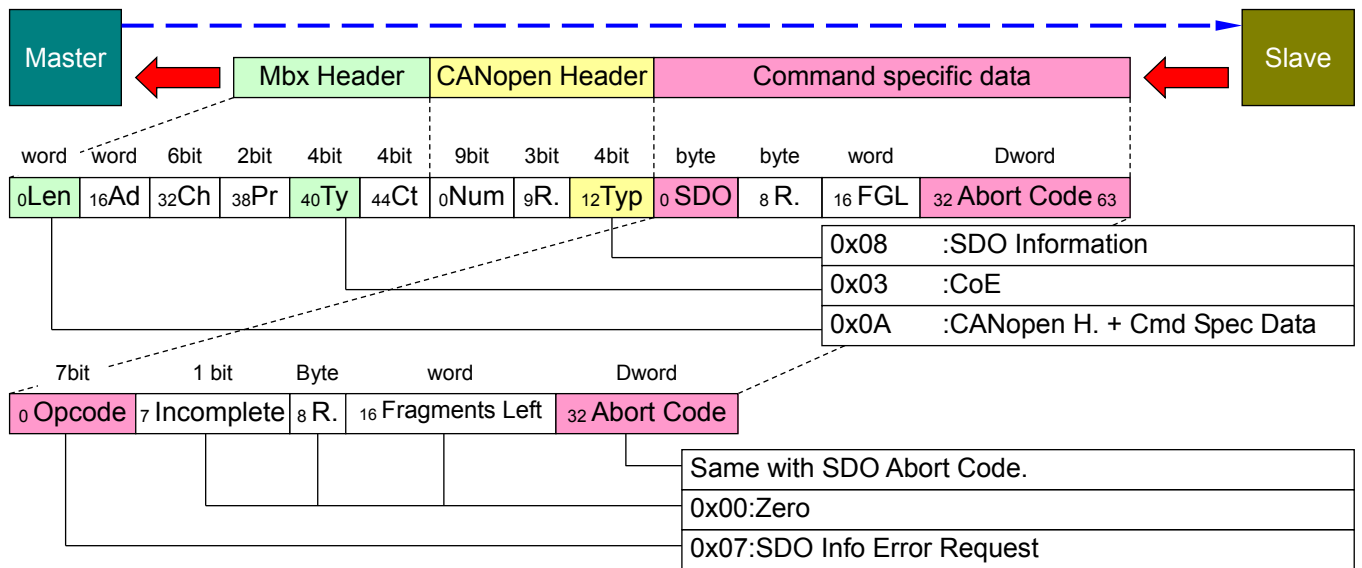 Master
Slave
Mbx Header CANopen Header Command specific data
word word 6bit 2bit 4bit 4bit 9bit 3bit 4bit byte byte word Dword
0Len 16Ad 32Ch 38Pr 40Ty 44Ct 0Num 9R. 12Typ 0 SDO 8 R. 16 FGL 32 Abort Code 63
0x08 :SDO Information
0x03 :CoE
0x0A :CANopen H. + Cmd Spec Data
7bit 1 bit Byte word Dword
0 Opcode 7 Incomplete 8 R. 16 Fragments Left 32 Abort Code
Same with SDO Abort Code.
0x00:Zero
0x07:SDO Info Error Request